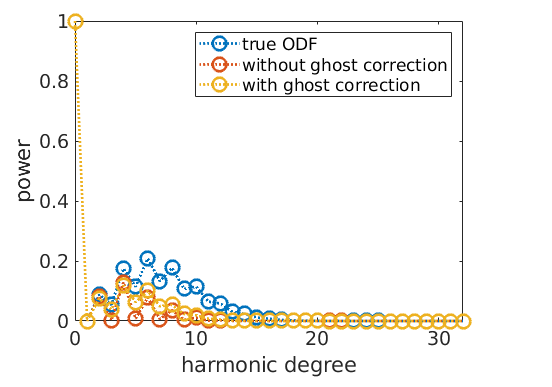 1
0.8
0.6
0.4
0.2
0
0 10 20 30
power
harmonic degree
true ODF
without ghost correction
with ghost correction